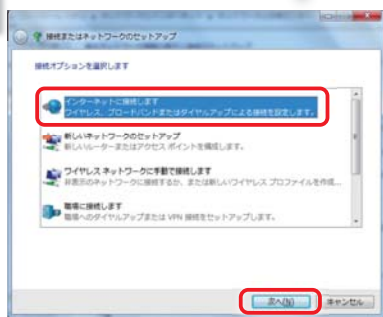 接続またはネットワークのセットアップ
接続オプションを選択します
インターネットに接続します
ワイヤレス、ブロードバンドまたはダイヤルアップによる接続を設定します。
新しいネットワークのセットアップ
新しいルーターまたはアクセス ポイントを構成します。
ワイヤレス ネットワークに手動で接続します
非表示のネットワークに接続するか、または新しいワイヤレス プロファイルを作成...
職場に接続します
職場へのダイヤルアップまたは VPN 接続をセットアップします。
次へ(N)
キャンセル